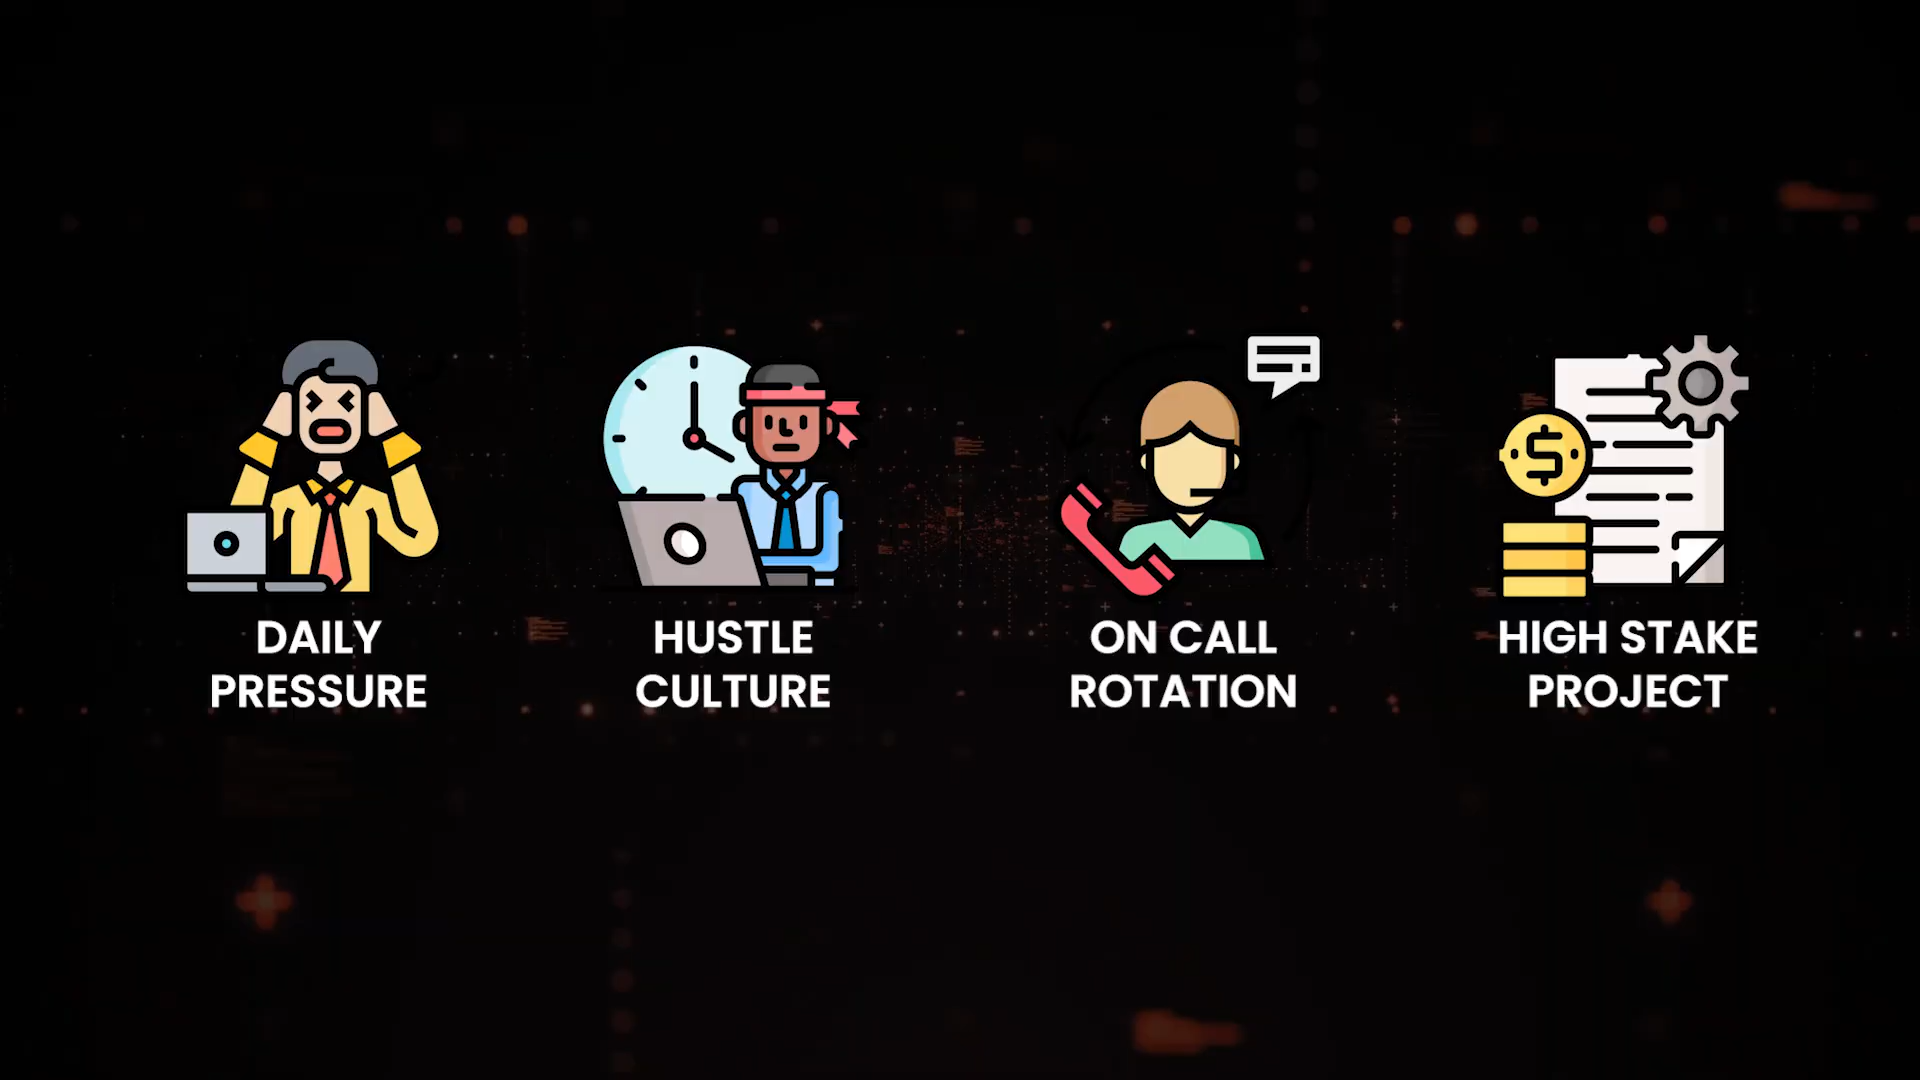 DAILY
PRESSURE
HUSTLE
CULTURE
ON CALL
ROTATION
HIGH STAKE
PROJECT